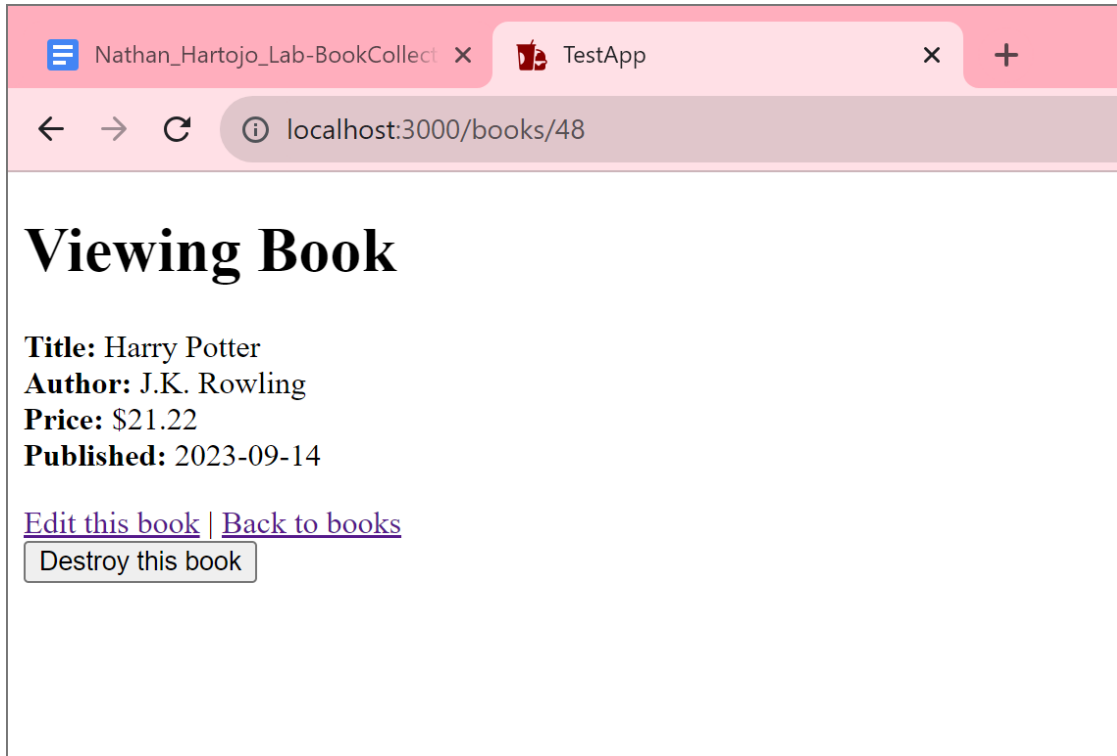 Nathan_Hartojo_Lab-BookCollect
TestApp
localhost:3000/books/48
Viewing Book
Title: Harry Potter
Author: J.K. Rowling
Price: $21.22
Published: 2023-09-14
Edit this book | Back to books
Destroy this book